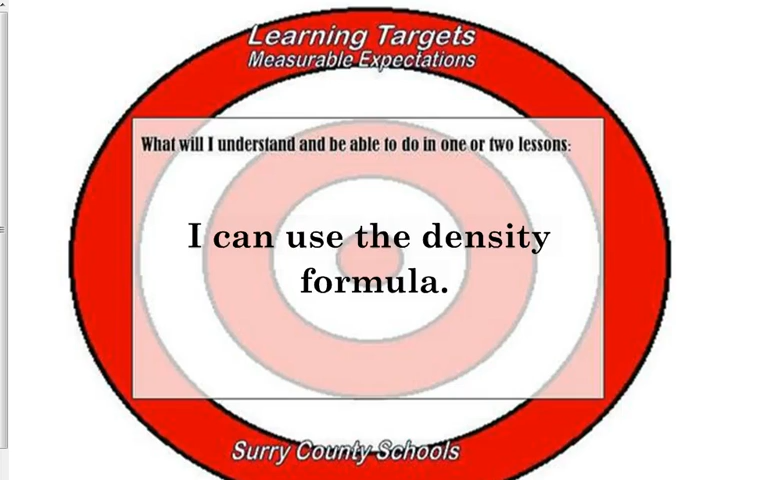 Learning Targets
Measurable Expectations
What will I understand and be able to do in one or two lessons:
I can use the density
formula.
Surry County Schools